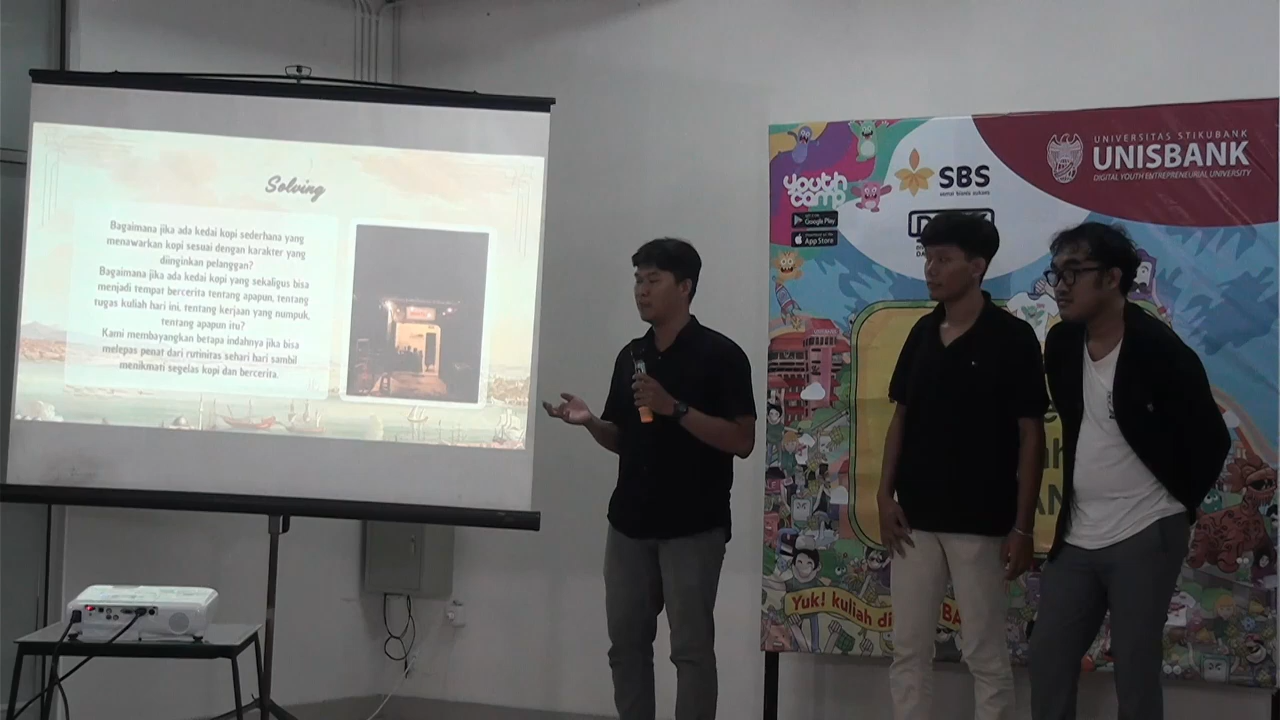 Solving
Bagaimana jika ada kedai kopi sederhana yang
menawarkan kopi sesuai dengan karakter yang
diinginkan pelanggan?
Bagaimana jika ada kedai kopi yang sekaligus bisa
menjadi tempat bercerita tentang apapun, tentang
tugas kuliah hari ini, tentang kerjaan yang numpuk,
tentang apapun itu?
Kami membayangkan betapa indahnya jika bisa
melepas penat dari rutinitas sehari hari sambil
menikmati segelas kopi dan bercerita.
youth
camp
Google Play
App Store
SBS
semai bisnis sukses
UNIVERSITAS STIKUBANK
UNISBANK
DIGITAL YOUTH ENTREPRENEURIAL UNIVERSITY
Yuk! kuliah di